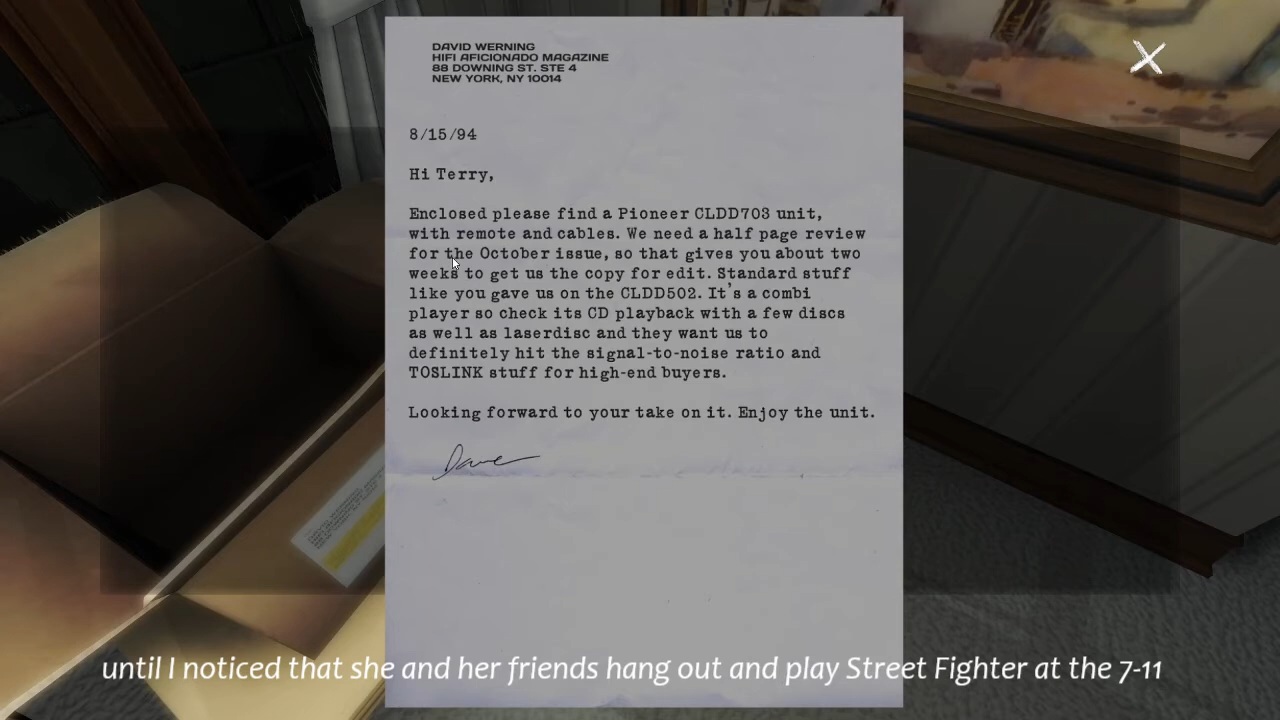 DAVID WERNING
HIFI AFICIONADO MAGAZINE
88 DOWNING ST. STE 4
NEW YORK, NY 10014
8/15/94
Hi Terry,
Enclosed please find a Pioneer CLDD703 unit,
with remote and cables. We need a half page review
for the October issue, so that gives you about two
weeks to get us the copy for edit. Standard stuff
like you gave us on the CLDD502. It's a combi
player so check its CD playback with a few discs
as well as laserdisc and they want us to
definitely hit the signal-to-noise ratio and
TOSLINK stuff for high-end buyers.
Looking forward to your take on it. Enjoy the unit.
Dave
until I noticed that she and her friends hang out and play Street Fighter at the 7-11